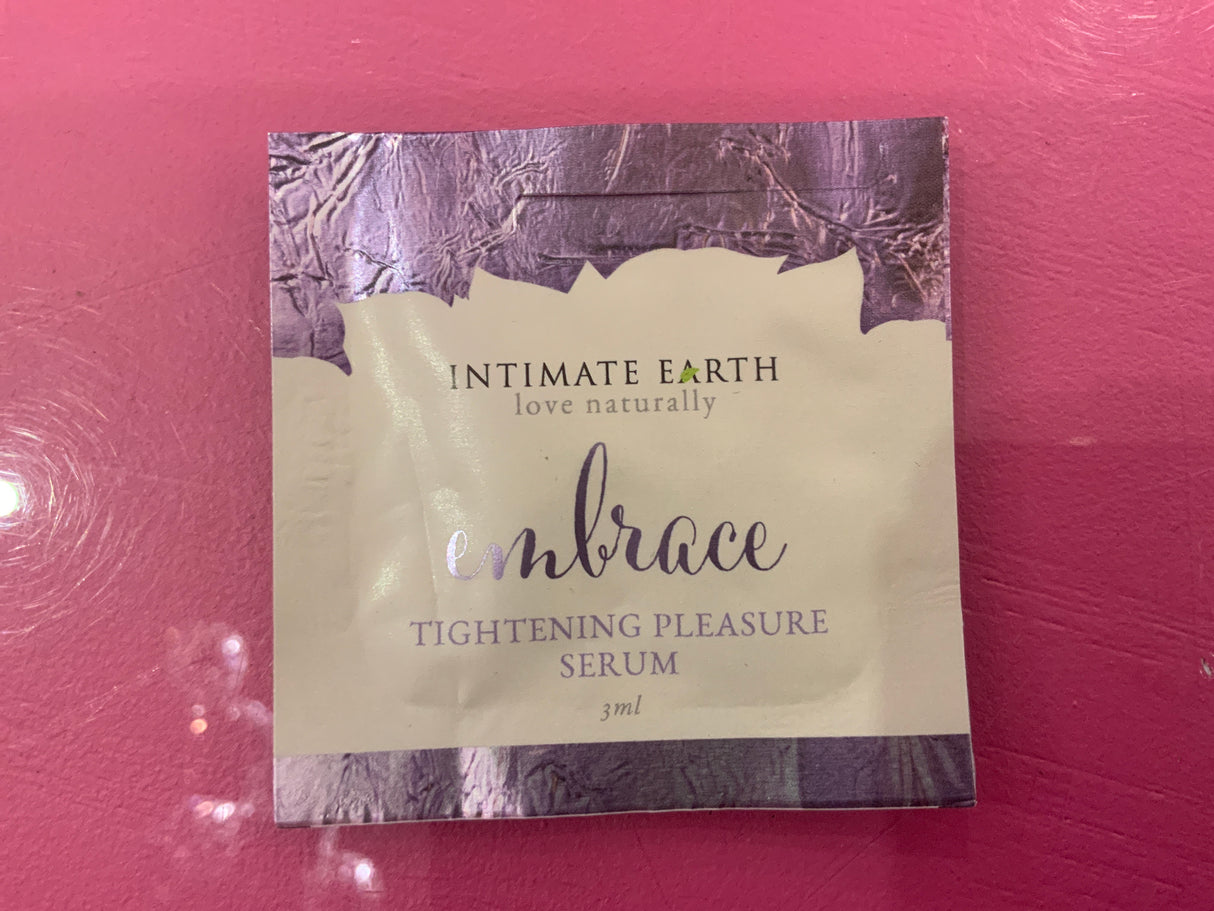 INTIMATE EARTH
love naturally
embrace
TIGHTENING PLEASURE
SERUM
3ml